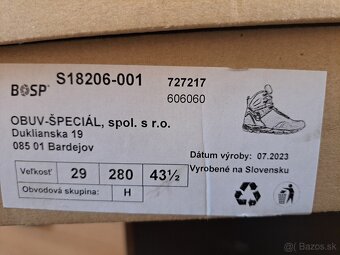 BOSP®
S18206-001
727217
606060
OBUV-ŠPECIÁL, spol. s r.o.
Duklianska 19
085 01 Bardejov
Dátum výroby: 07.2023
Vyrobené na Slovensku
Veľkosť 29 280 43½
Obvodová skupina: H
Bazos.sk